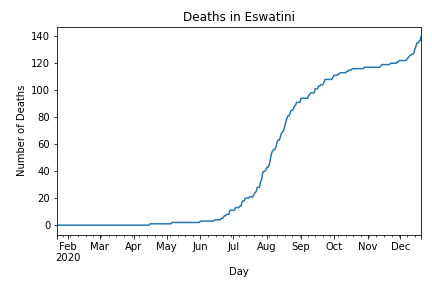 Deaths in Eswatini
140
120
100
80
60
40
20
0
Number of Deaths
Feb Mar Apr May Jun Jul Aug Sep Oct Nov Dec
2020
Day